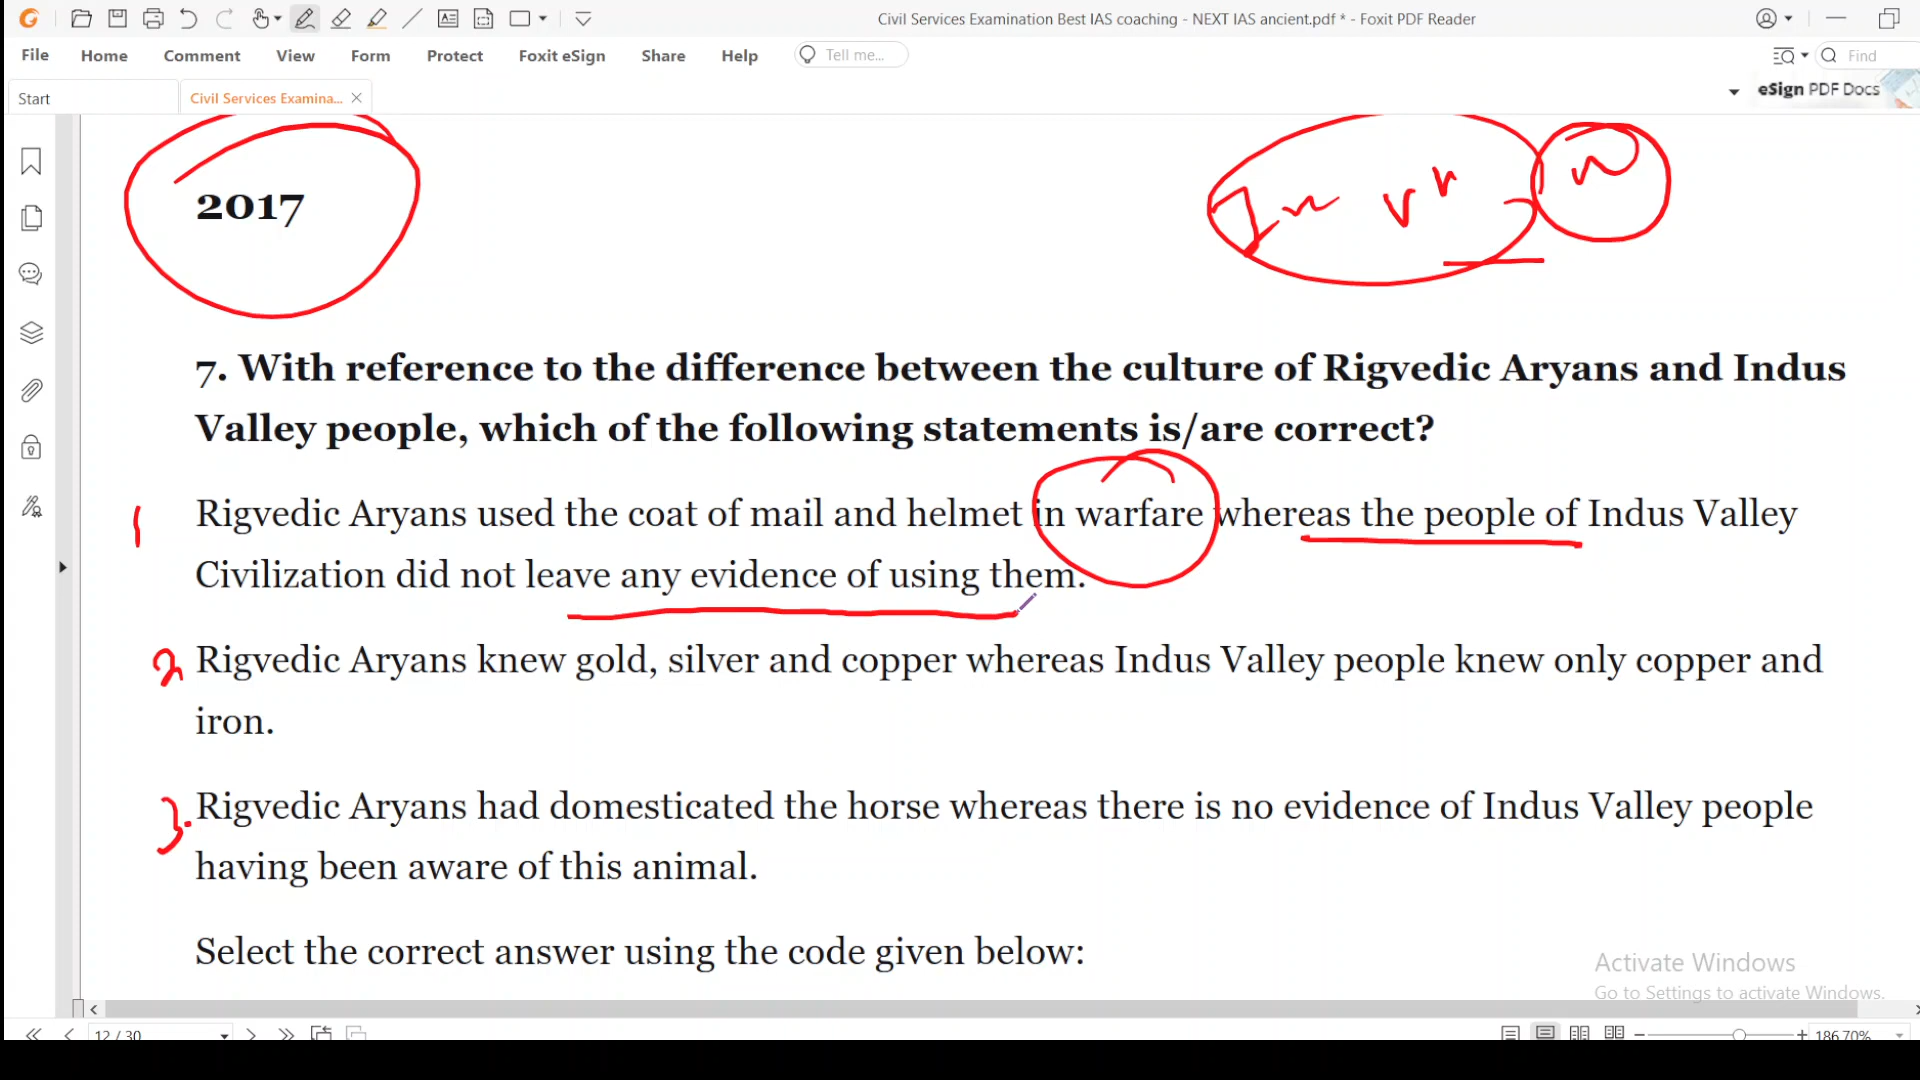 Civil Services Examination Best IAS coaching - NEXT IAS ancient.pdf * - Foxit PDF Reader
File Home Comment View Form Protect Foxit eSign Share Help Tell me... Find
Start Civil Services Examina... eSign PDF Docs
2017
7. With reference to the difference between the culture of Rigvedic Aryans and Indus
Valley people, which of the following statements is/are correct?
1 Rigvedic Aryans used the coat of mail and helmet in warfare whereas the people of Indus Valley
Civilization did not leave any evidence of using them.
2 Rigvedic Aryans knew gold, silver and copper whereas Indus Valley people knew only copper and
iron.
3. Rigvedic Aryans had domesticated the horse whereas there is no evidence of Indus Valley people
having been aware of this animal.
Select the correct answer using the code given below:
Activate Windows
Go to Settings to activate Windows.
12 / 30 186.70%